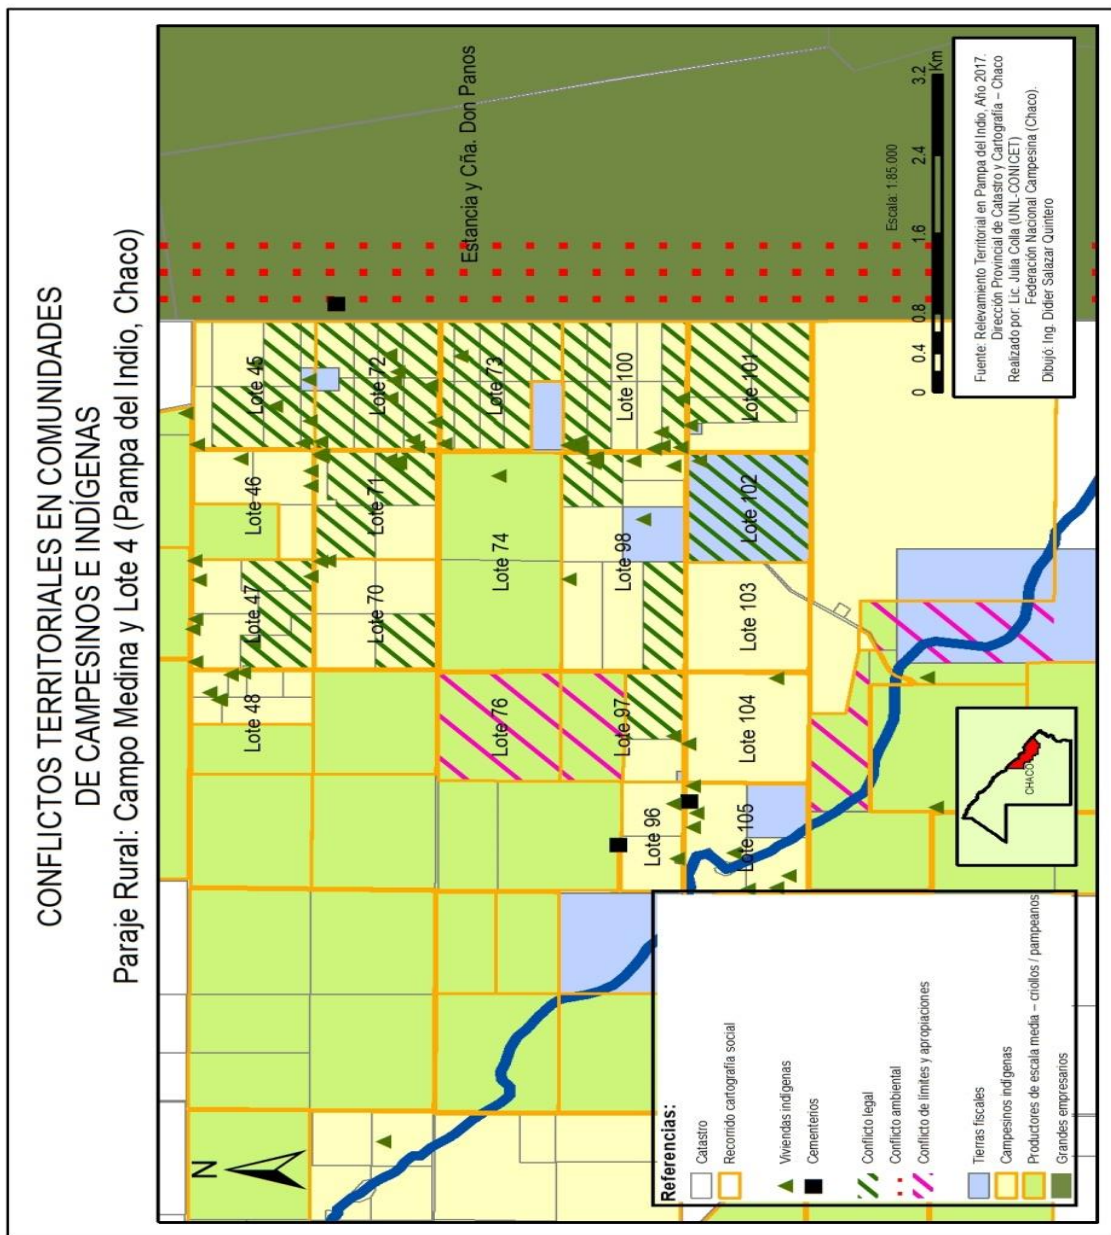 CONFLICTOS TERRITORIALES EN COMUNIDADES
DE CAMPESINOS E INDÍGENAS
Paraje Rural: Campo Medina y Lote 4 (Pampa del Indio, Chaco)
N
Lote 48
Lote 47
Lote 46
Lote 45
Lote 70
Lote 71
Lote 72
Lote 76
Lote 74
Lote 73
Lote 97
Lote 98
Lote 100
Lote 96
Lote 105
Lote 104
Lote 103
Lote 102
Lote 101
Estancia y Cña. Don Panos
Referencias:
Catastro
Recorrido cartografía social
Viviendas indígenas
Cementerios
Conflicto legal
Conflicto ambiental
Conflicto de límites y apropiaciones
Tierras fiscales
Campesinos indígenas
Productores de escala media – criollos / pampeanos
Grandes empresarios
CHACO
Escala: 1:85.000
0 0.4 0.8 1.6 2.4 3.2
Km
Fuente: Relevamiento Territorial en Pampa del Indio, Año 2017.
Dirección Provincial de Catastro y Cartografía – Chaco
Realizado por: Lic. Julia Colla (UNL-CONICET)
Federación Nacional Campesina (Chaco).
Dibujó: Ing. Didier Salazar Quintero